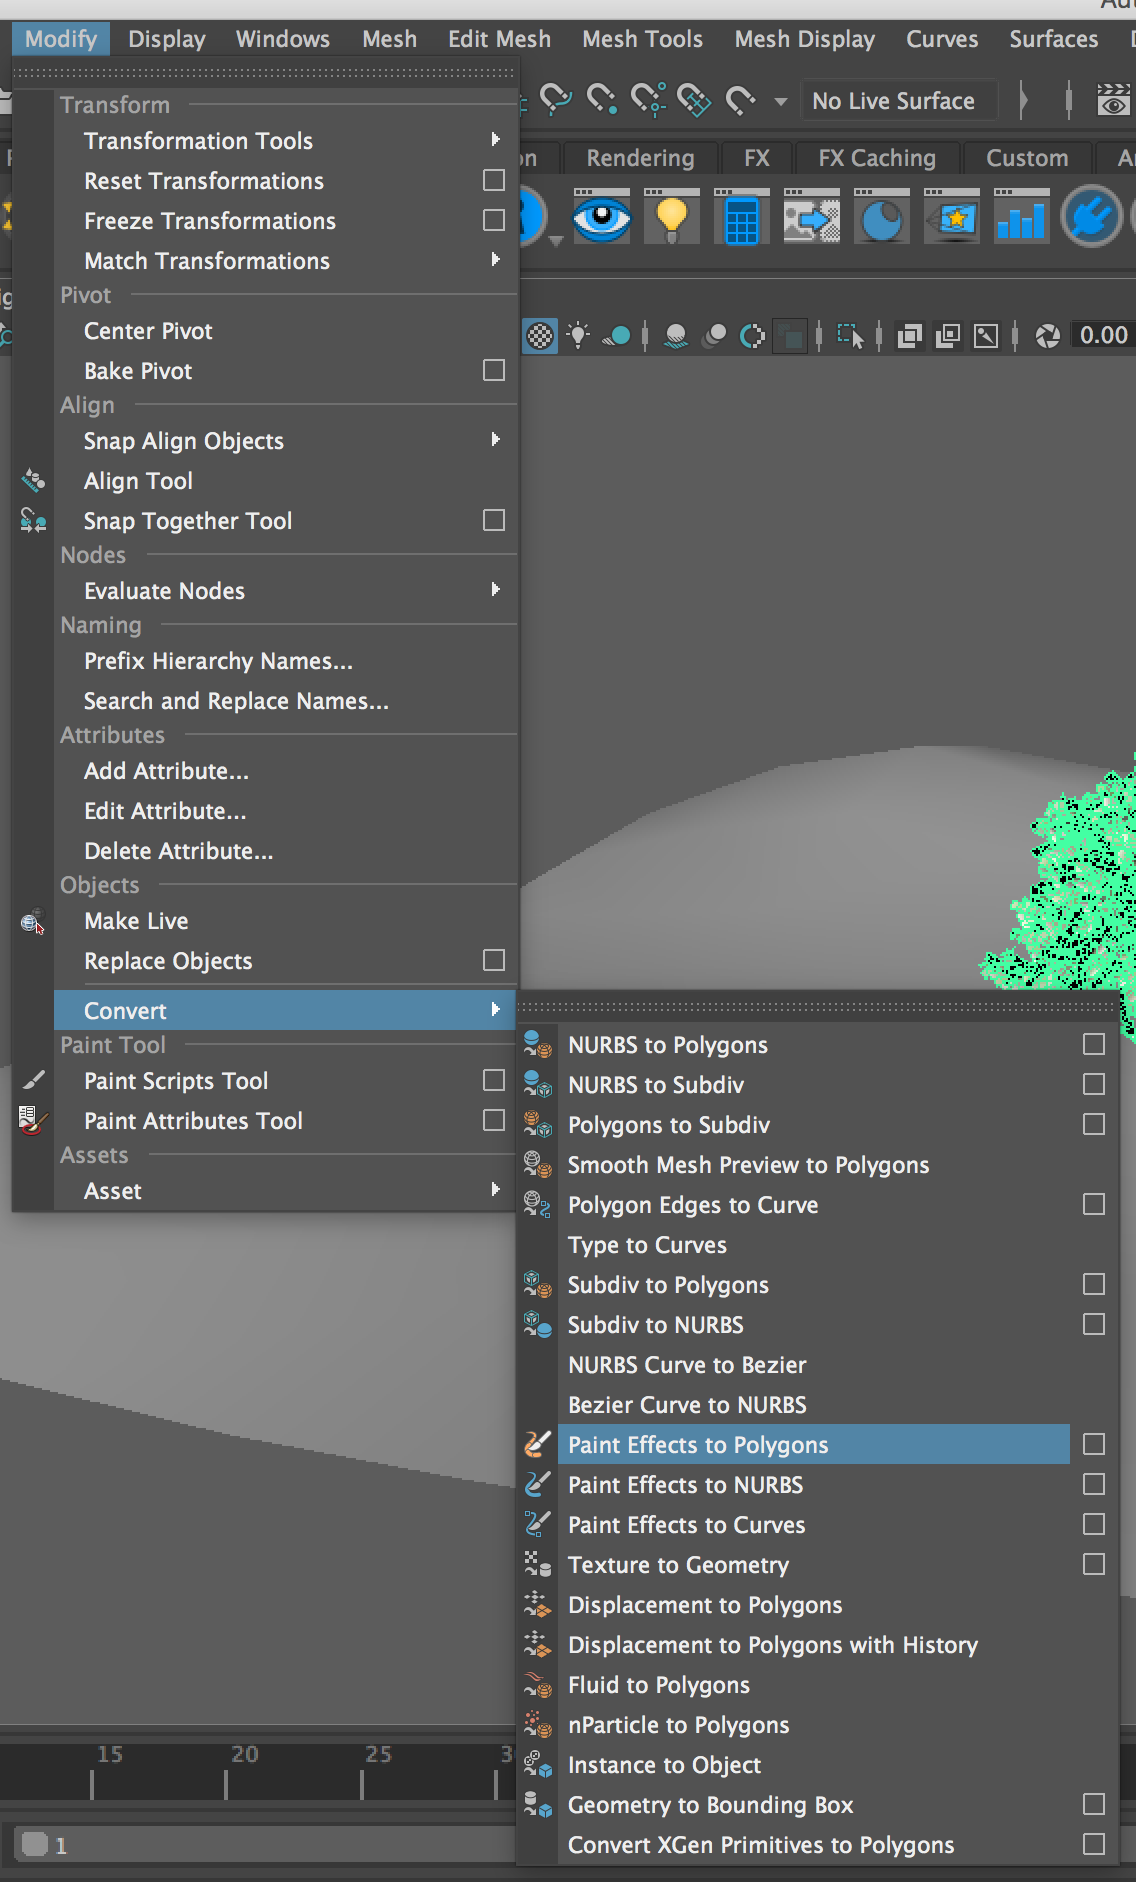 Modify Display Windows Mesh Edit Mesh Mesh Tools Mesh Display Curves Surfaces
No Live Surface
Rendering FX FX Caching Custom
0.00
Transform
Transformation Tools
Reset Transformations
Freeze Transformations
Match Transformations
Pivot
Center Pivot
Bake Pivot
Align
Snap Align Objects
Align Tool
Snap Together Tool
Nodes
Evaluate Nodes
Naming
Prefix Hierarchy Names...
Search and Replace Names...
Attributes
Add Attribute...
Edit Attribute...
Delete Attribute...
Objects
Make Live
Replace Objects
Convert
Paint Tool
Paint Scripts Tool
Paint Attributes Tool
Assets
Asset
NURBS to Polygons
NURBS to Subdiv
Polygons to Subdiv
Smooth Mesh Preview to Polygons
Polygon Edges to Curve
Type to Curves
Subdiv to Polygons
Subdiv to NURBS
NURBS Curve to Bezier
Bezier Curve to NURBS
Paint Effects to Polygons
Paint Effects to NURBS
Paint Effects to Curves
Texture to Geometry
Displacement to Polygons
Displacement to Polygons with History
Fluid to Polygons
nParticle to Polygons
Instance to Object
Geometry to Bounding Box
Convert XGen Primitives to Polygons
15 20 25
1